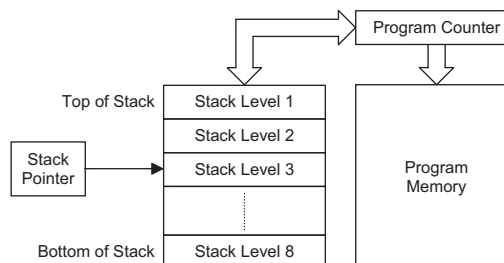 Program Counter
Top of Stack
Stack Level 1
Stack Level 2
Stack
Pointer
Stack Level 3
Program
Memory
Bottom of Stack
Stack Level 8